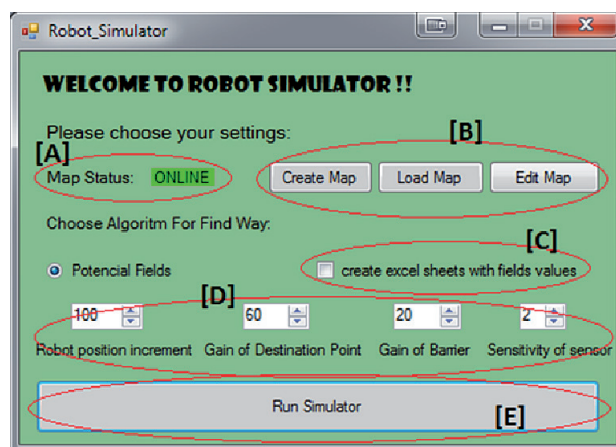 Robot_Simulator
WELCOME TO ROBOT SIMULATOR !!
Please choose your settings:
[A]
[B]
Map Status: ONLINE
Create Map
Load Map
Edit Map
Choose Algoritm For Find Way:
[C]
Potencial Fields
create excel sheets with fields values
[D]
100
60
20
2
Robot position increment
Gain of Destination Point
Gain of Barrier
Sensitivity of sensor
Run Simulator
[E]